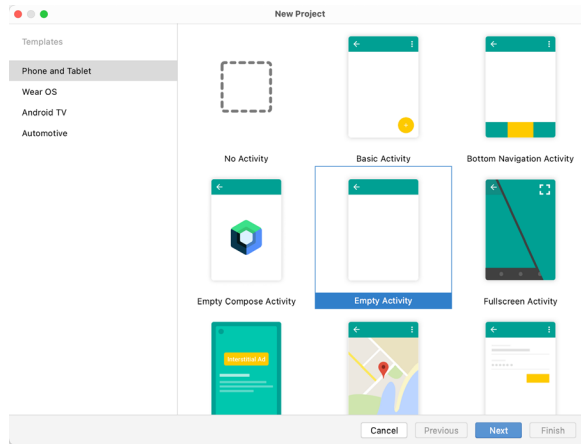 New Project
Templates
Phone and Tablet
Wear OS
Android TV
Automotive
No Activity
Basic Activity
Bottom Navigation Activity
Empty Compose Activity
Empty Activity
Fullscreen Activity
Interstitial Ad
Cancel
Previous
Next
Finish